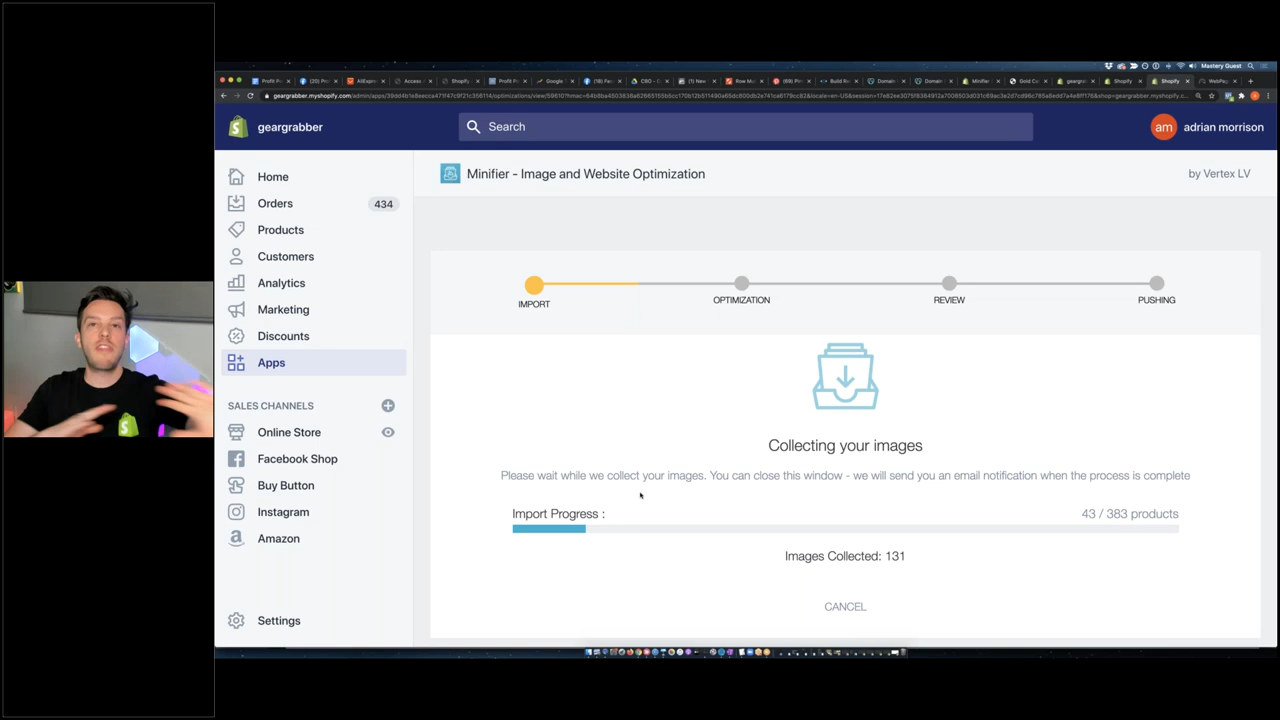 Mastery Guest
geargrabber
Search
am
adrian morrison
Home
Orders
434
Products
Customers
Analytics
Marketing
Discounts
Apps
SALES CHANNELS
Online Store
Facebook Shop
Buy Button
Instagram
Amazon
Settings
Minifier - Image and Website Optimization
by Vertex LV
IMPORT
OPTIMIZATION
REVIEW
PUSHING
Collecting your images
Please wait while we collect your images. You can close this window - we will send you an email notification when the process is complete
Import Progress :
43 / 383 products
Images Collected: 131
CANCEL